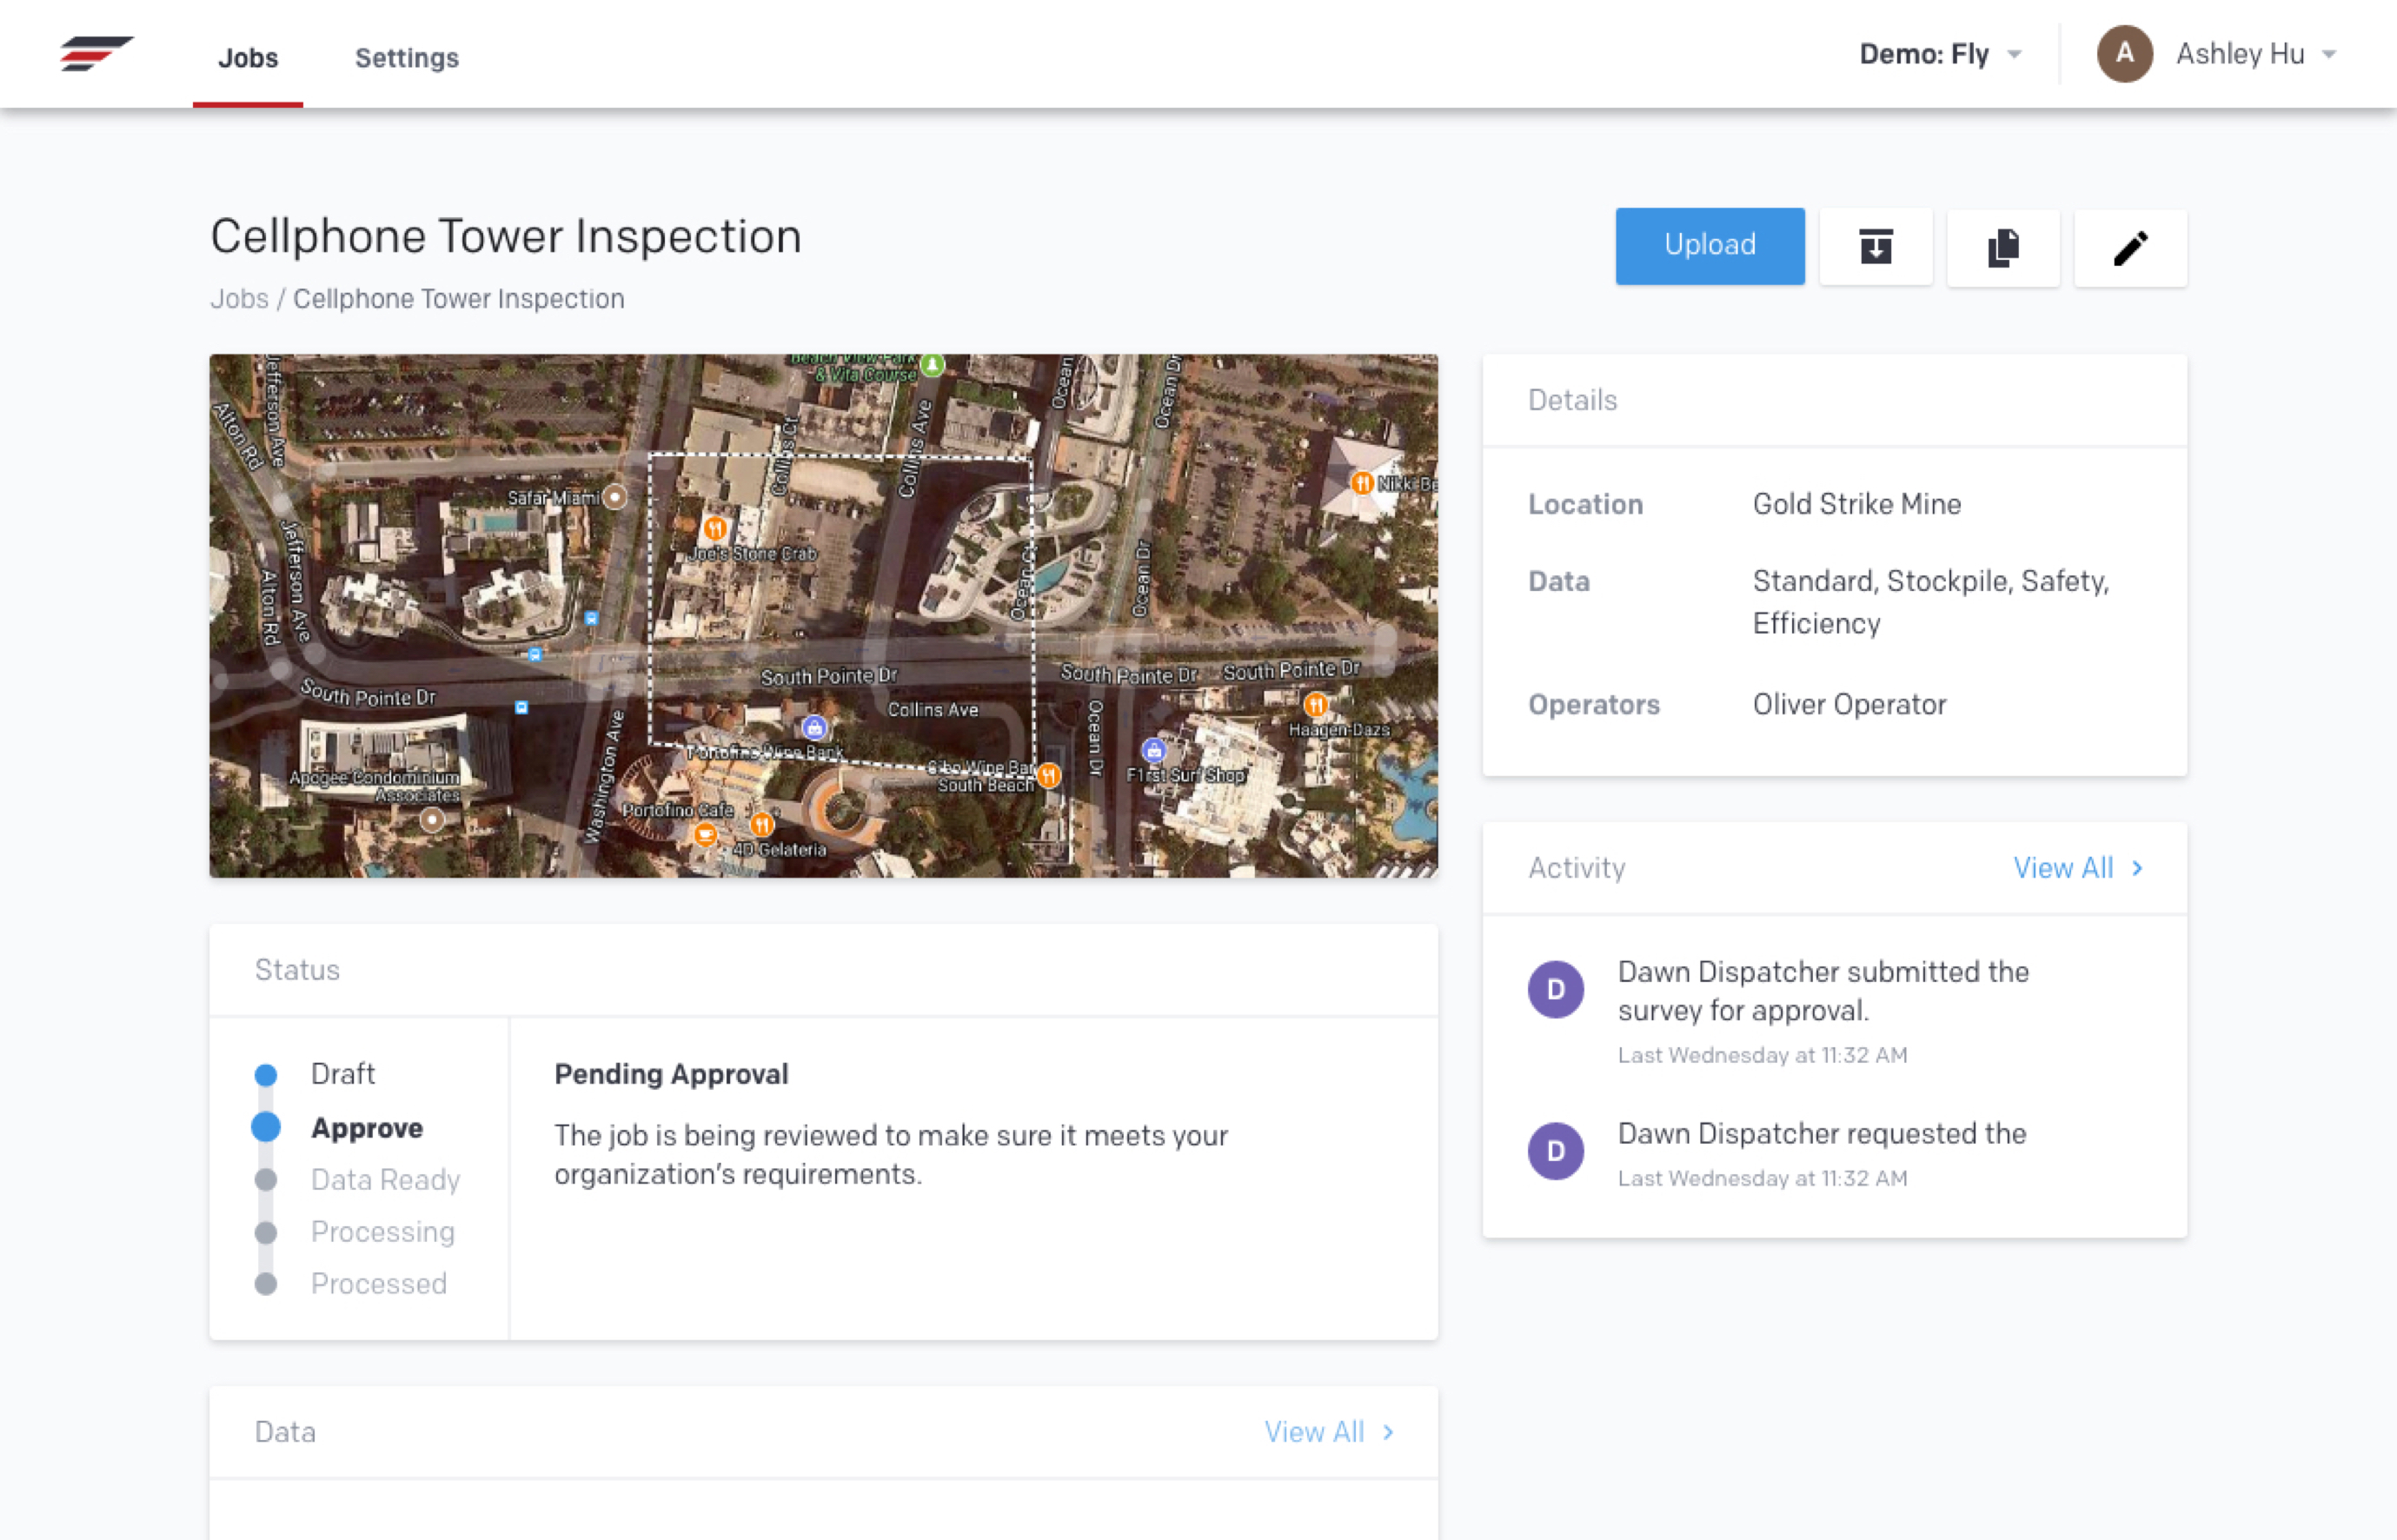 Jobs
Settings
Demo: Fly
A
Ashley Hu
Cellphone Tower Inspection
Jobs / Cellphone Tower Inspection
Upload
Beach View Park
& Vita Course
Jefferson Ave
Alton Rd
Collins Ct
Collins Ave
Ocean
Ocean Dr
Safar Miami
Nikki Be
Joe's Stone Crab
Jefferson Ave
Alton Rd
Ocean Ct
Ocean Dr
South Pointe Dr
South Pointe Dr
South Pointe Dr
South Pointe Dr
Collins Ave
Washington Ave
Ocean Dr
Haagen-Dazs
Portofino Wine Bank
Cibo Wine Bar
South Beach
F1rst Surf Shop
Apogee Condominium
Associates
Portofino Cafe
4D Gelateria
Details
Location
Gold Strike Mine
Data
Standard, Stockpile, Safety,
Efficiency
Operators
Oliver Operator
Activity
View All
D
Dawn Dispatcher submitted the
survey for approval.
Last Wednesday at 11:32 AM
D
Dawn Dispatcher requested the
Last Wednesday at 11:32 AM
Status
Draft
Approve
Data Ready
Processing
Processed
Pending Approval
The job is being reviewed to make sure it meets your
organization's requirements.
Data
View All